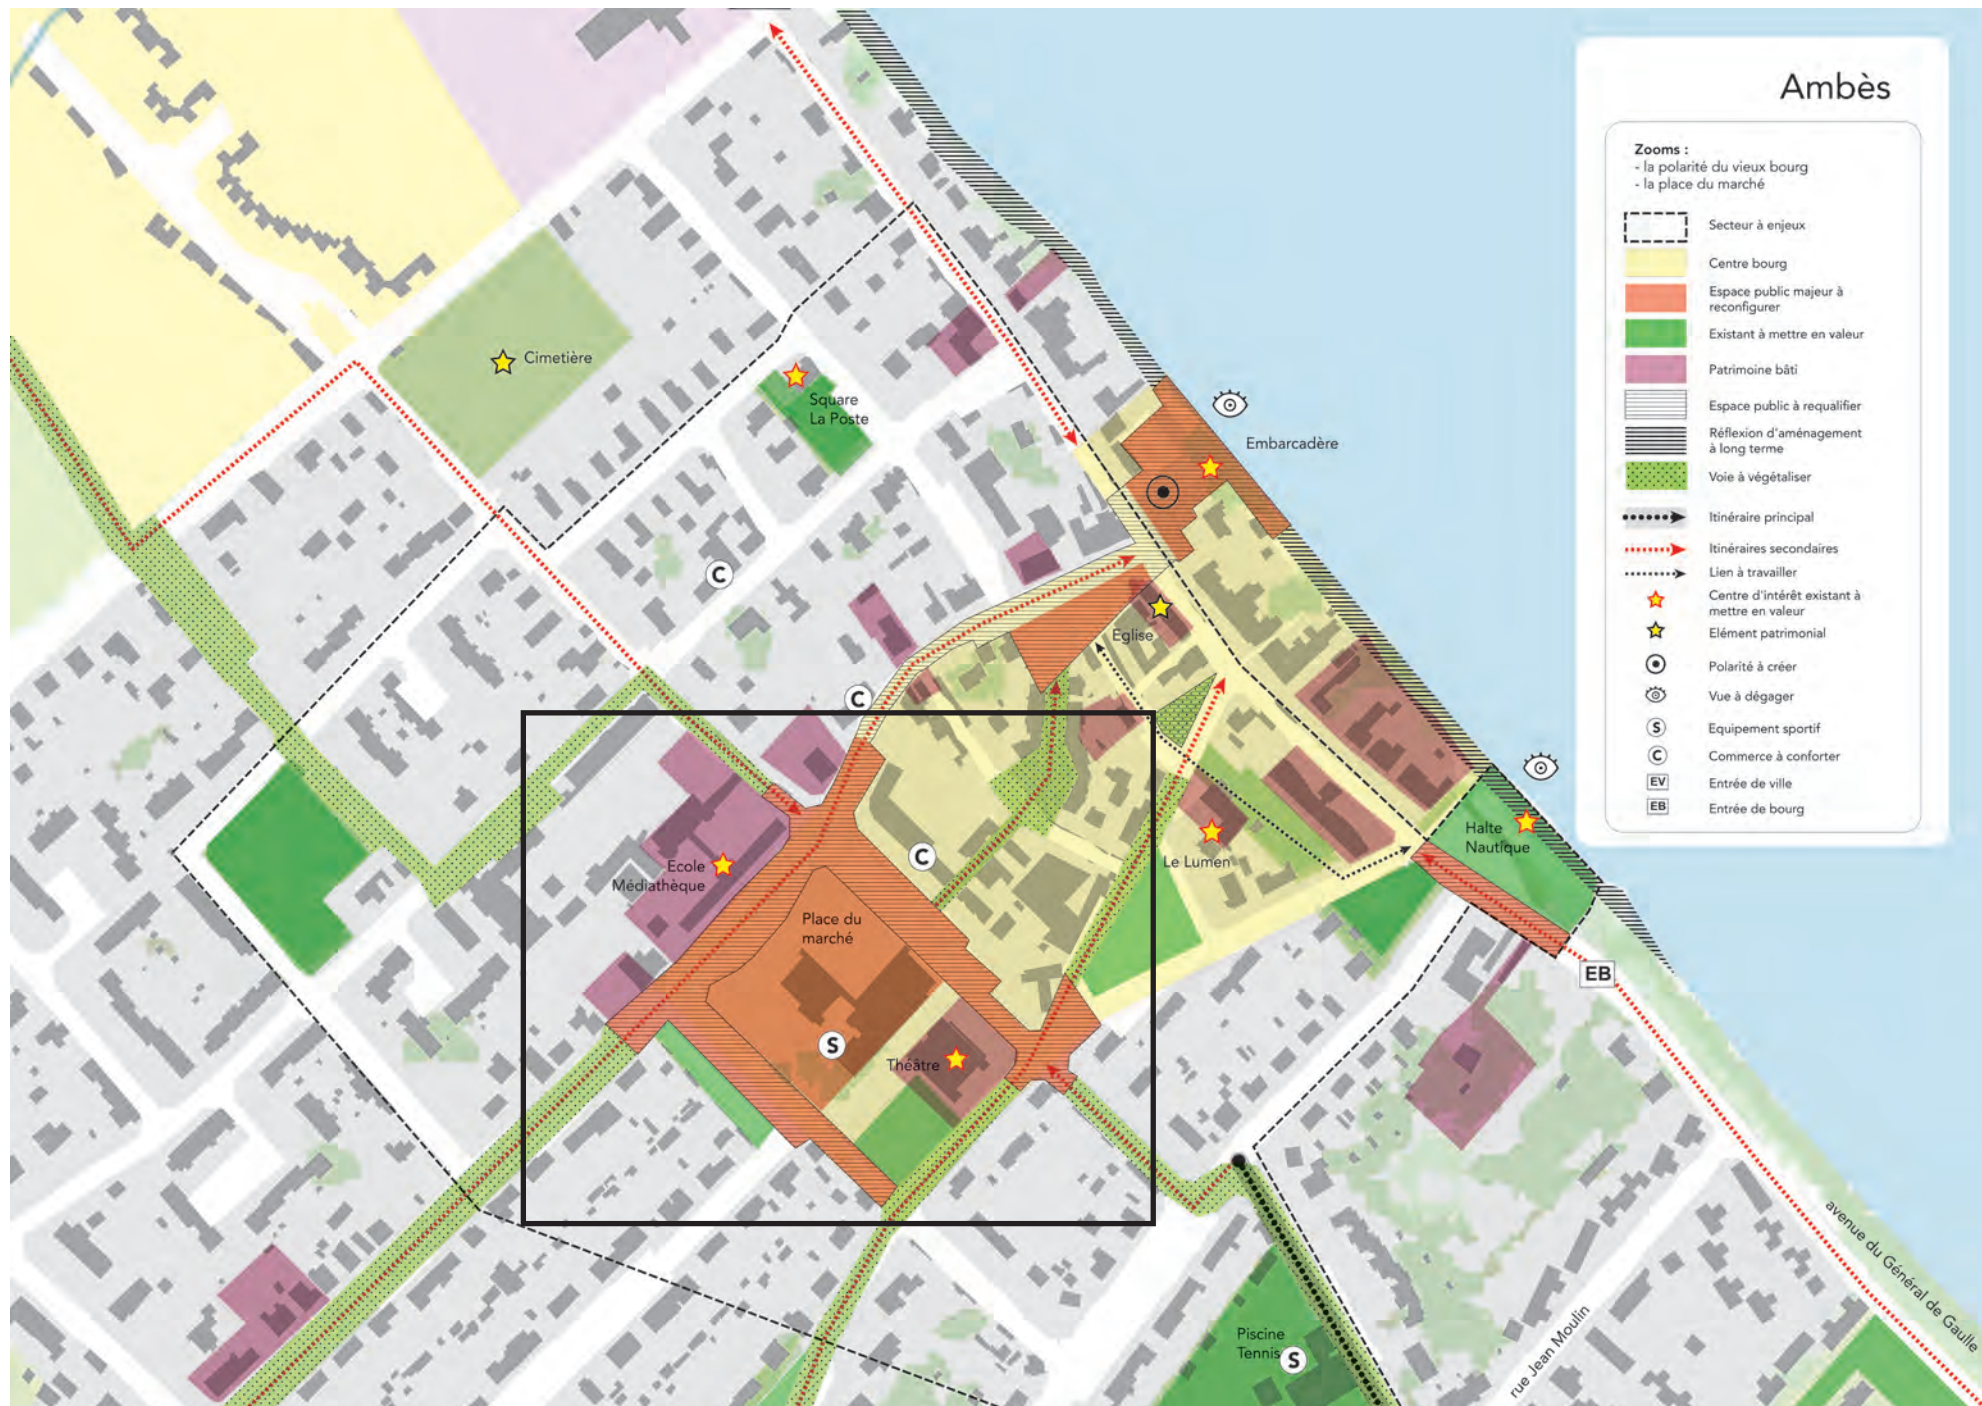 Ambès
Zooms :
- la polarité du vieux bourg
- la place du marché
Secteur à enjeux
Centre bourg
Espace public majeur à
reconfigurer
Existant à mettre en valeur
Patrimoine bâti
Espace public à requalifier
Réflexion d'aménagement
à long terme
Voie à végétaliser
Itinéraire principal
Itinéraires secondaires
Lien à travailler
Centre d'intérêt existant à
mettre en valeur
Elément patrimonial
Polarité à créer
Vue à dégager
S
Equipement sportif
C
Commerce à conforter
EV
Entrée de ville
EB
Entrée de bourg
Cimetière
Square
La Poste
Embarcadère
C
Eglise
C
Halte
Nautique
Le Lumen
C
Ecole
Médiathèque
Place du
marché
EB
S
Théâtre
Piscine
Tennis
S
rue Jean Moulin
avenue du Général de Gaulle